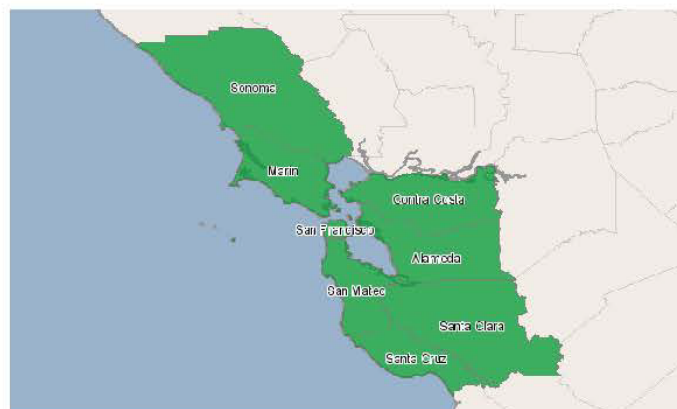 Sonoma
Marin
Contra Costa
San Francisco
Alameda
San Mateo
Santa Clara
Santa Cruz